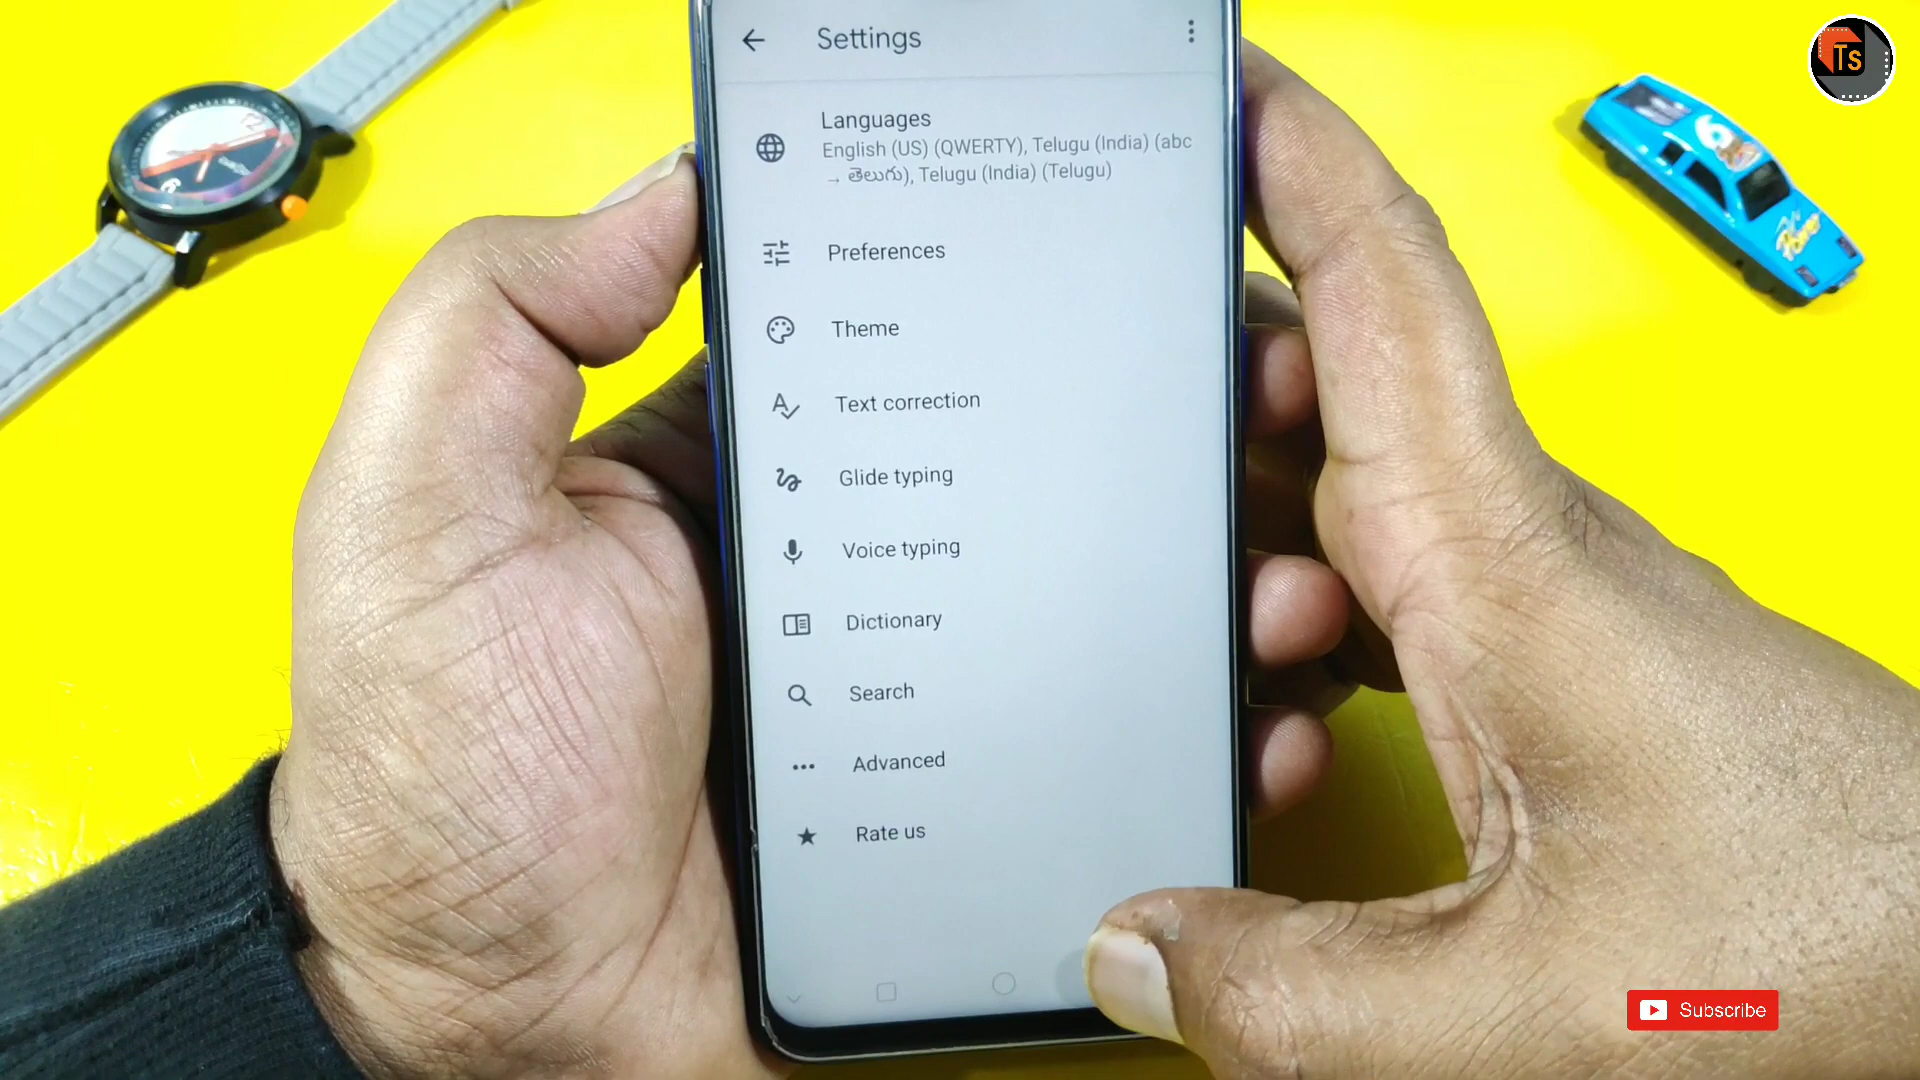 Settings
Languages
English (US) (QWERTY), Telugu (India) (abc
→ తెలుగు), Telugu (India) (Telugu)
Preferences
Theme
Text correction
Glide typing
Voice typing
Dictionary
Search
Advanced
Rate us
Ts
6
Subscribe